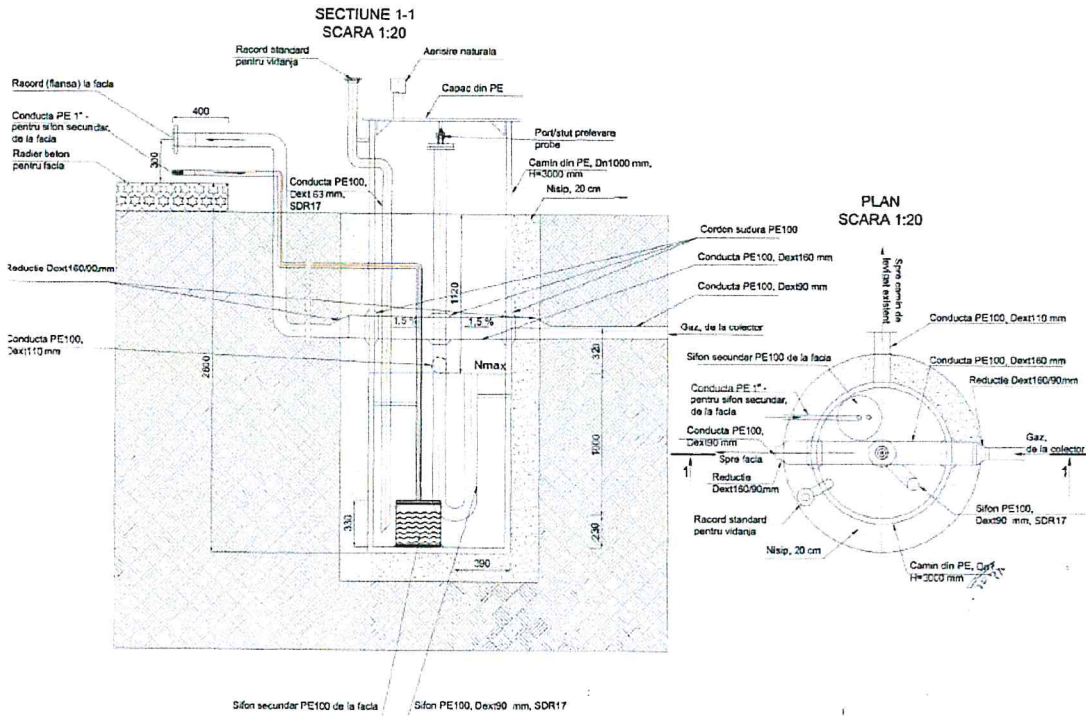 SECTIUNE 1-1
SCARA 1:20
Racord standard
pentru vidanja
Aerisire naturala
Capac din PE
Racord (flansa) la facla
400
Conducta PE 1" -
pentru sifon secundar,
de la facla
300
Radier beton
pentru facla
Port/stut prelevare
probe
Camin din PE, Dn1000 mm,
H=3000 mm
Nisip, 20 cm
Conducta PE100,
Dext 63 mm,
SDR17
Cordon sudura PE100
Conducta PE100, Dext160 mm
Conducta PE100, Dext90 mm
Reductie Dext160/90mm
1120
1,5 %
1,5 %
Gaz, de la colector
Conducta PE100,
Dext110 mm
2800
320
Nmax
1000
330
230
390
Sifon secundar PE100 de la facla
Sifon PE100, Dext90 mm, SDR17
PLAN
SCARA 1:20
Spre camin de
levigat existent
Conducta PE100, Dext110 mm
Sifon secundar PE100 de la facla
Conducta PE100, Dext160 mm
Reductie Dext160/90mm
Conducta PE 1" -
pentru sifon secundar,
de la facla
Conducta PE100,
Dext90 mm
Gaz,
de la colector
1
Spre facla
1
Reductie
Dext160/90mm
Sifon PE100,
Dext90 mm, SDR17
Racord standard
pentru vidanja
Nisip, 20 cm
Camin din PE,
H=3000 mm